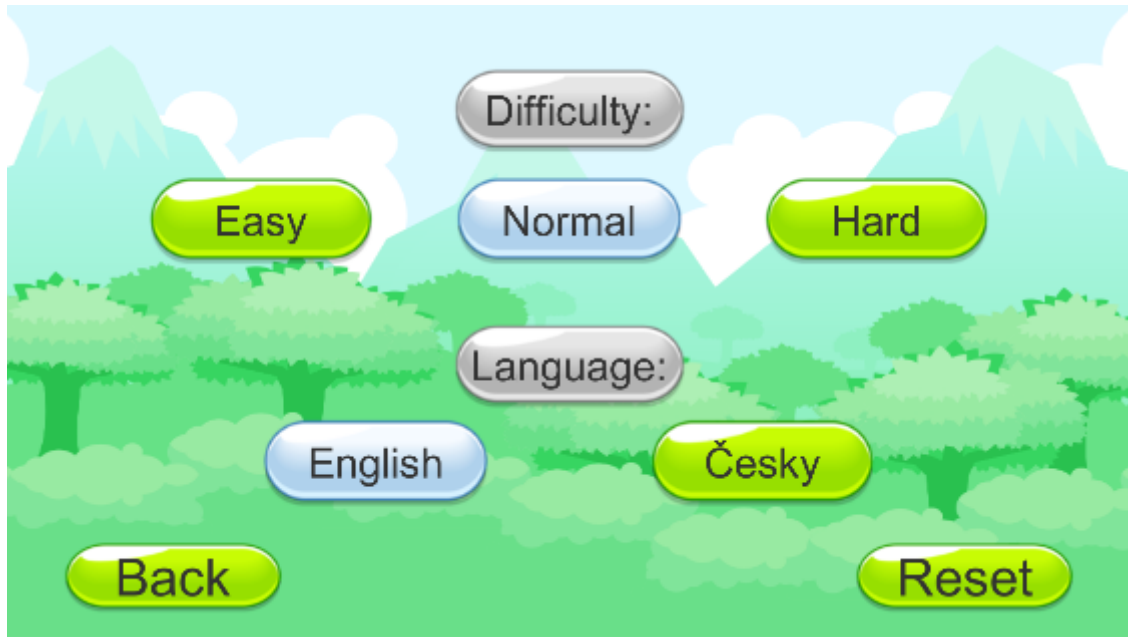 Difficulty:
Easy Normal Hard
Language:
English Česky
Back Reset